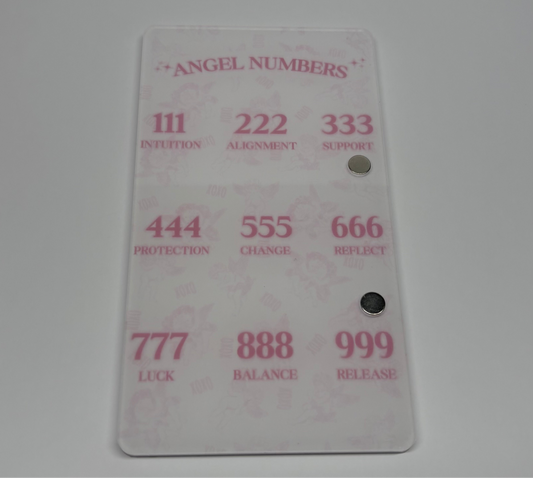 ANGEL NUMBERS
111 222 333
INTUITION ALIGNMENT SUPPORT
444 555 666
PROTECTION CHANGE REFLECT
777 888 999
LUCK BALANCE RELEASE